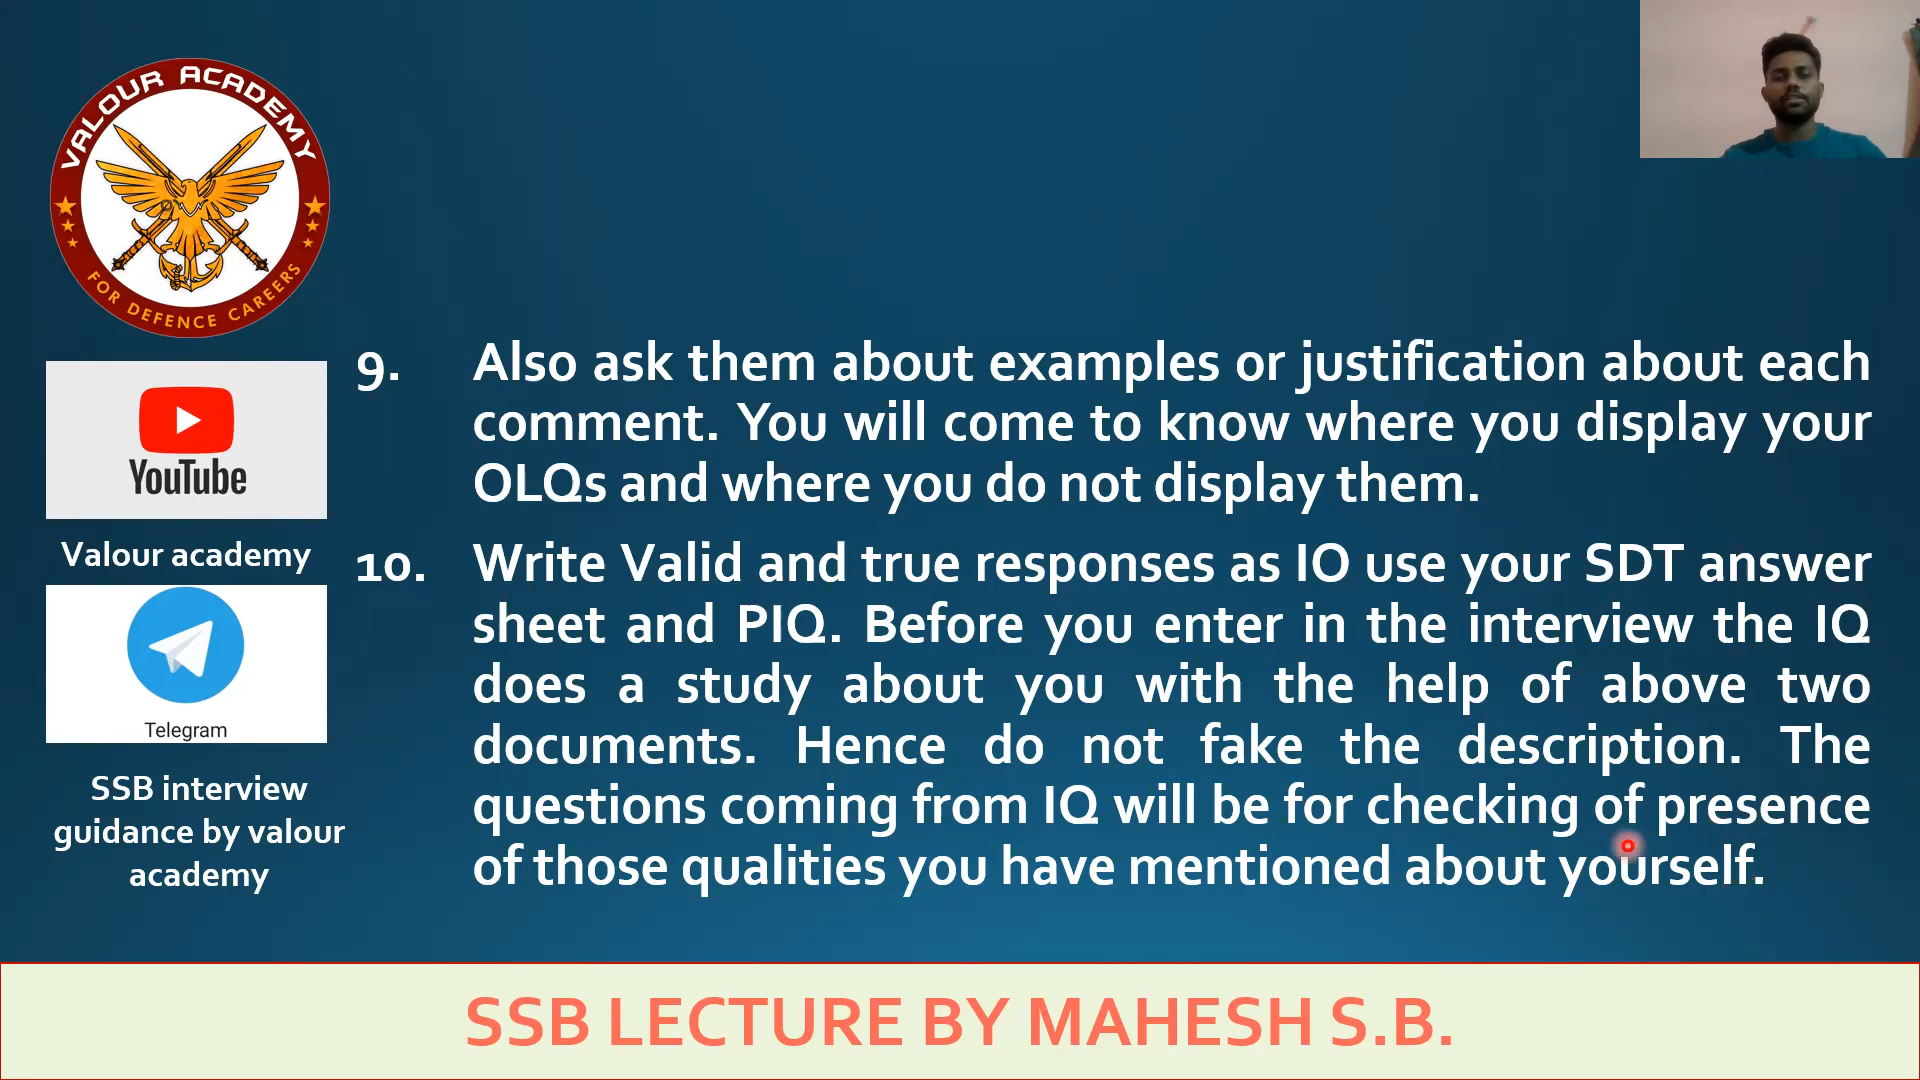 VALOUR ACADEMY
FOR DEFENCE CAREERS
YouTube
Valour academy
Telegram
SSB interview
guidance by valour
academy
9. Also ask them about examples or justification about each
comment. You will come to know where you display your
OLQs and where you do not display them.
10. Write Valid and true responses as IO use your SDT answer
sheet and PIQ. Before you enter in the interview the IQ
does a study about you with the help of above two
documents. Hence do not fake the description. The
questions coming from IQ will be for checking of presence
of those qualities you have mentioned about yourself.
SSB LECTURE BY MAHESH S.B.